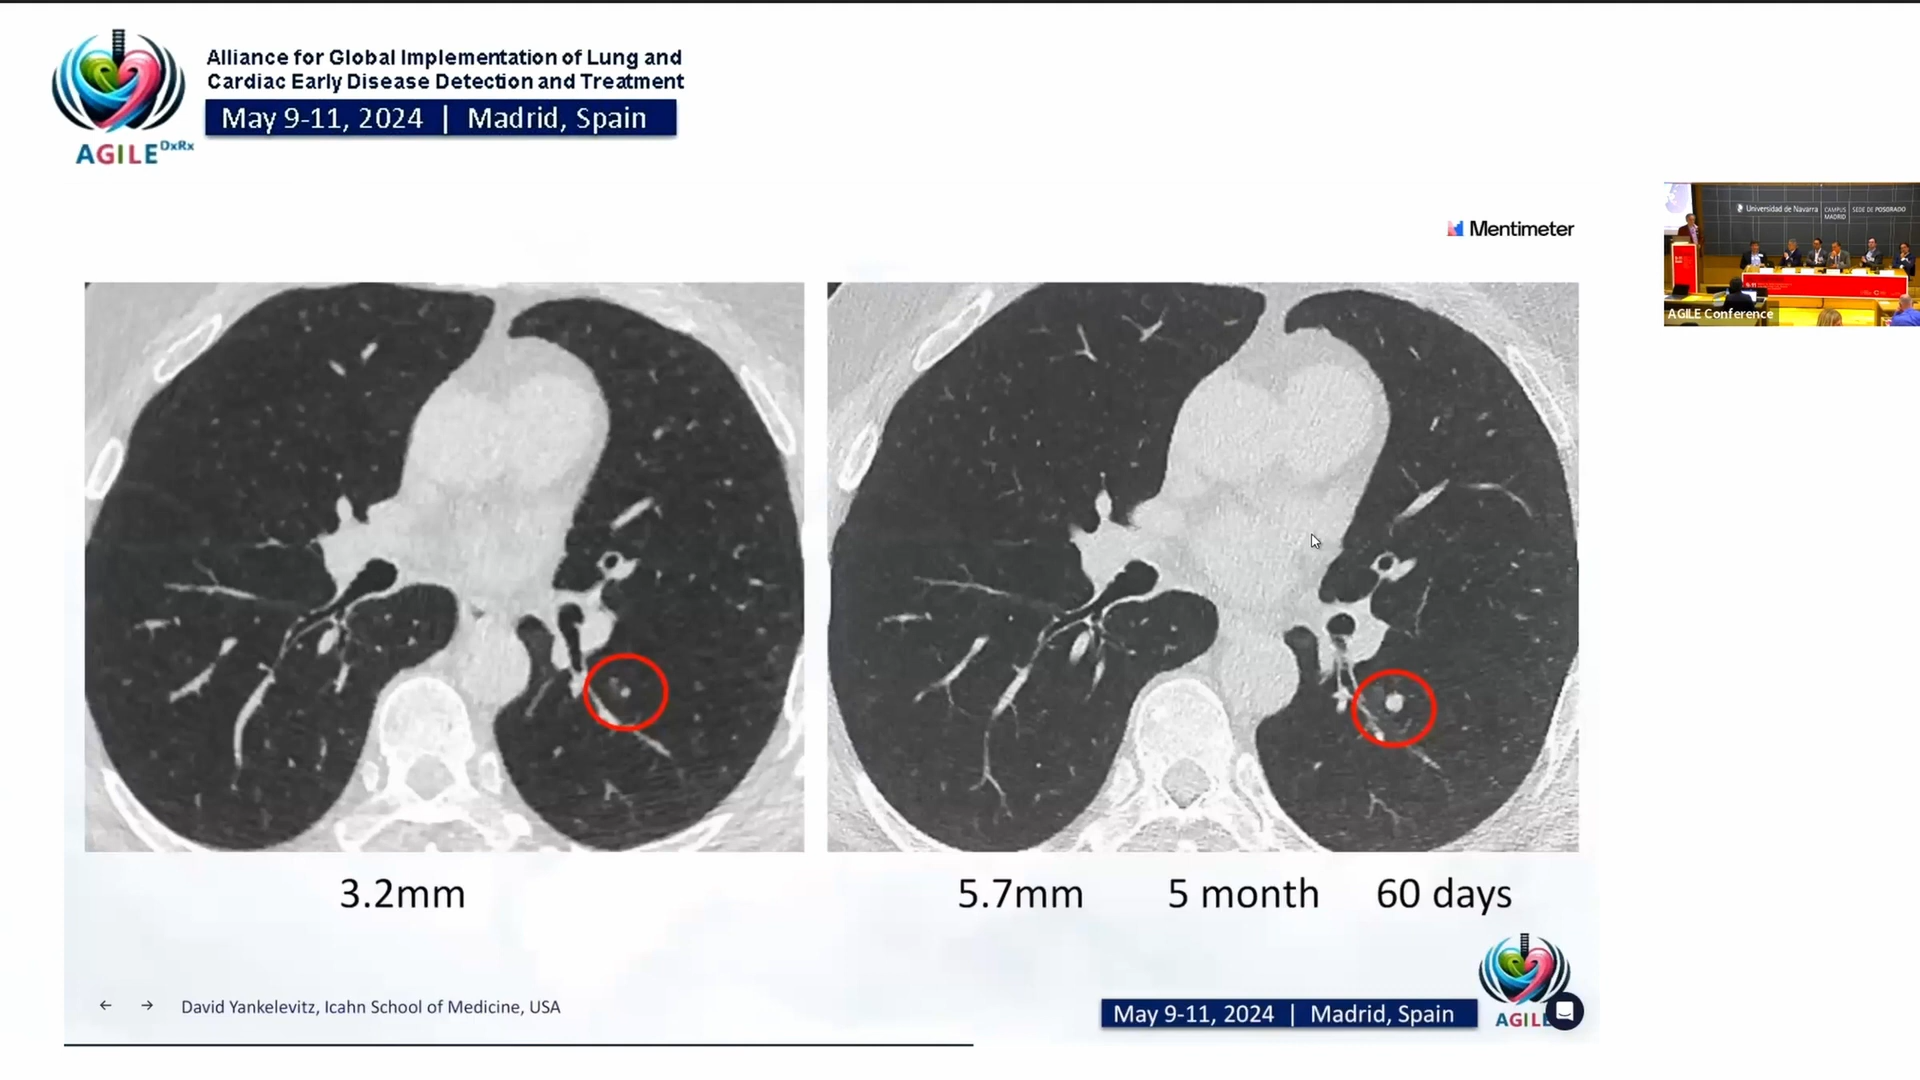 Alliance for Global Implementation of Lung and
Cardiac Early Disease Detection and Treatment
May 9-11, 2024 | Madrid, Spain
AGILE DxRx
Mentimeter
Universidad de Navarra
CAMPUS
MADRID
SEDE DE POSGRADO
AGILE Conference
3.2mm
5.7mm 5 month 60 days
← → David Yankelevitz, Icahn School of Medicine, USA
May 9-11, 2024 | Madrid, Spain
AGIL